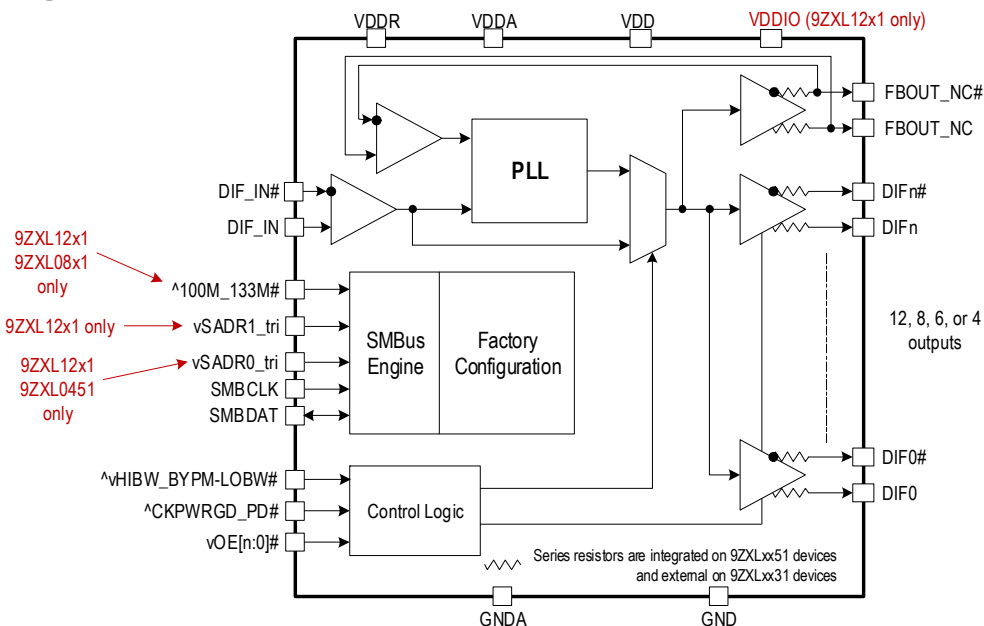 VDDR
VDDA
VDD
VDDIO (9ZXL12x1 only)
FBOUT_NC#
FBOUT_NC
PLL
DIF_IN#
DIF_IN
DIFn#
DIFn
9ZXL12x1
9ZXL08x1
only
^100M_133M#
9ZXL12x1 only
vSADR1_tri
9ZXL12x1
9ZXL0451
only
vSADR0_tri
SMBCLK
SMBDAT
SMBus
Engine
Factory
Configuration
12, 8, 6, or 4
outputs
^vHIBW_BYPM-LOBW#
^CKPWRGD_PD#
vOE[n:0]#
Control Logic
DIF0#
DIF0
Series resistors are integrated on 9ZXLxx51 devices
and external on 9ZXLxx31 devices
GNDA
GND